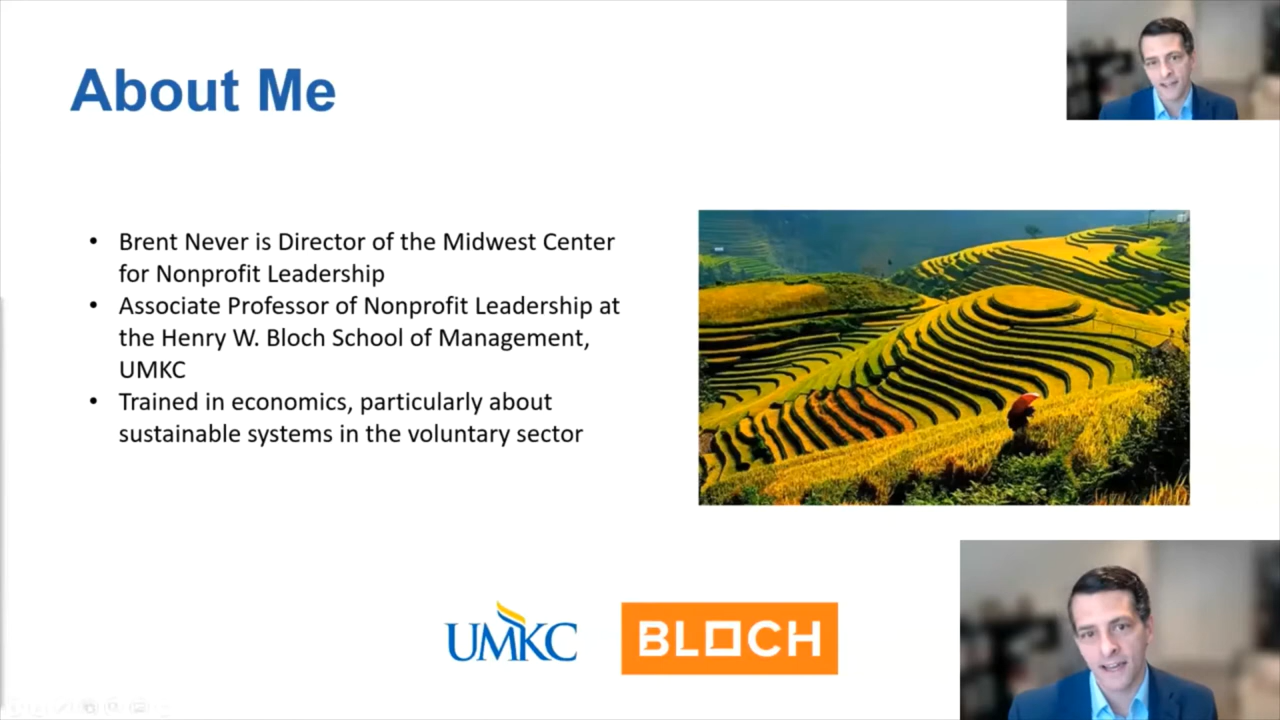 About Me
• Brent Never is Director of the Midwest Center
for Nonprofit Leadership
• Associate Professor of Nonprofit Leadership at
the Henry W. Bloch School of Management,
UMKC
• Trained in economics, particularly about
sustainable systems in the voluntary sector
UMKC
BLOCH